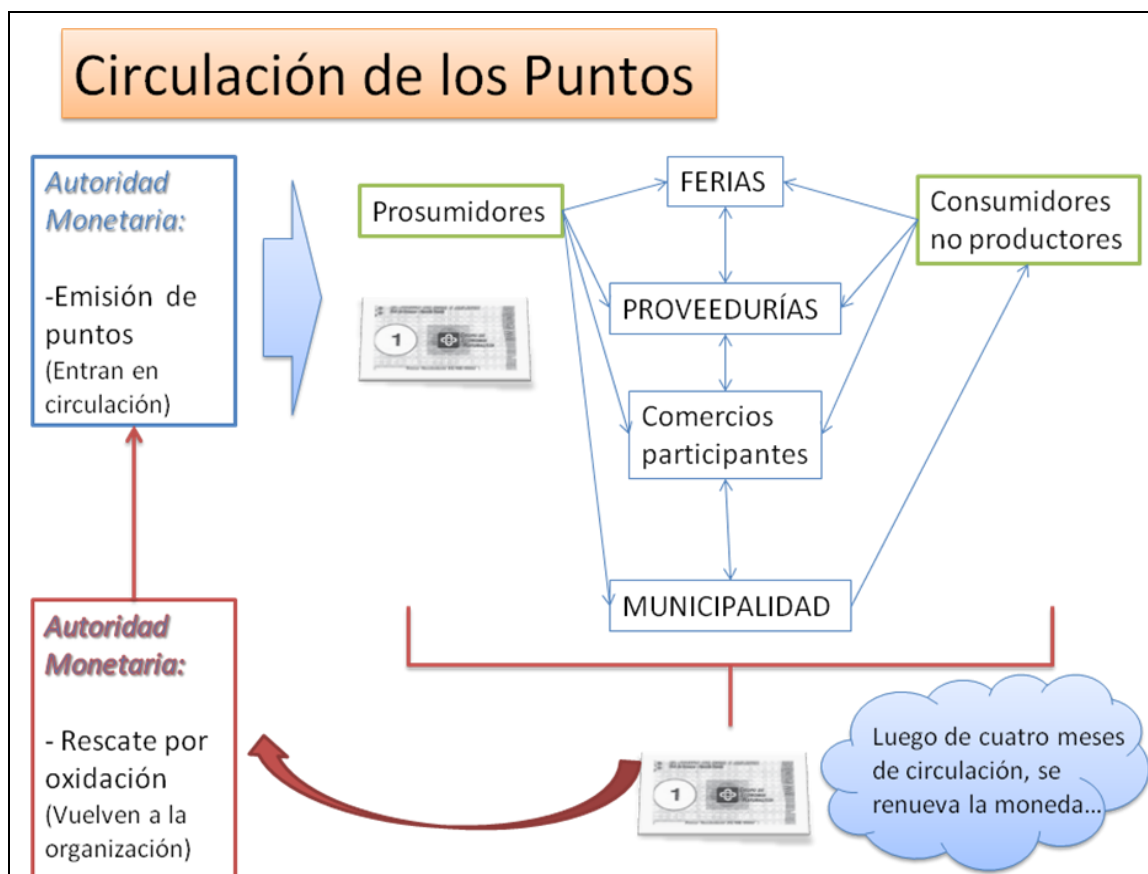 Circulación de los Puntos
Autoridad
Monetaria:
-Emisión de
puntos
(Entran en
circulación)
Prosumidores
FERIAS
Consumidores
no productores
PROVEEDURÍAS
1
Comercios
participantes
MUNICIPALIDAD
Autoridad
Monetaria:
- Rescate por
oxidación
(Vuelven a la
organización)
1
Luego de cuatro meses
de circulación, se
renueva la moneda...